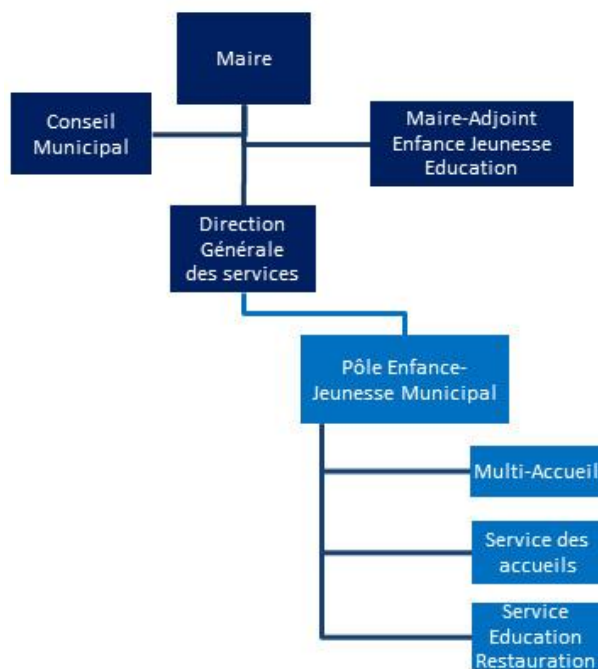 Maire
Conseil
Municipal
Maire-Adjoint
Enfance Jeunesse
Education
Direction
Générale
des services
Pôle Enfance-
Jeunesse Municipal
Multi-Accueil
Service des
accueils
Service
Education
Restauration